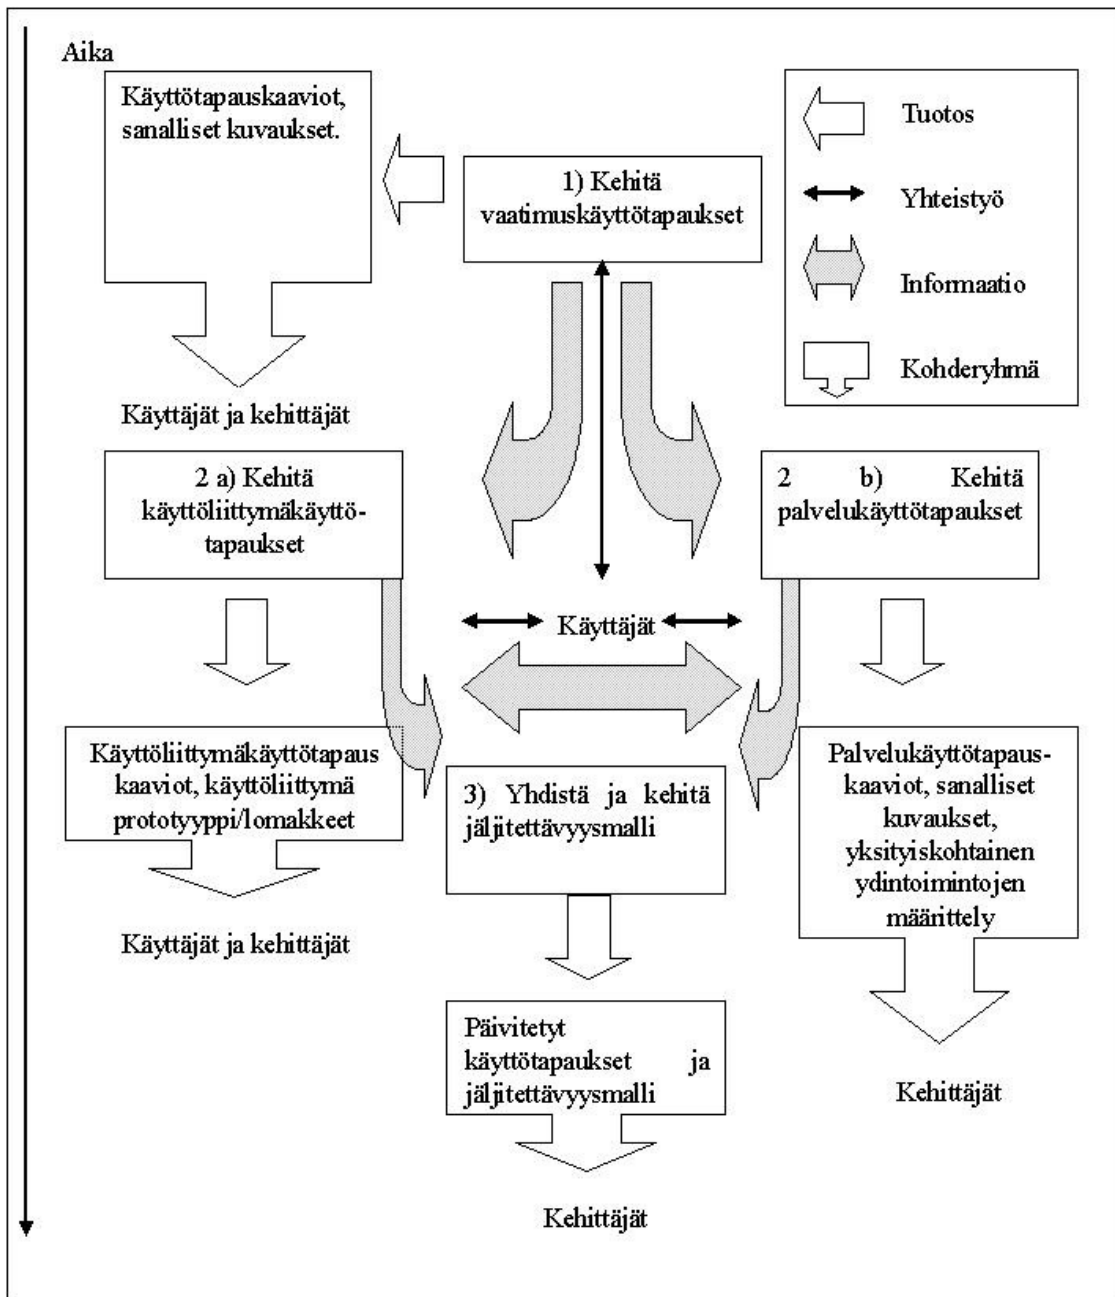 Aika
Käyttötapauskaaviot,
sanalliset kuvaukset.
1) Kehitä
vaatimuskäyttötapaukset
Tuotos
Yhteistyö
Informaatio
Kohderyhmä
Käyttäjät ja kehittäjät
2 a) Kehitä
käyttöliittymäkäyttö-
tapaukset
2 b) Kehitä
palvelukäyttötapaukset
Käyttäjät
Käyttöliittymäkäyttötapaus
kaaviot, käyttöliittymä
prototyyppi/lomakkeet
Käyttäjät ja kehittäjät
3) Yhdistä ja kehitä
jäljitettävyysmalli
Palvelukäyttötapaus-
kaaviot, sanalliset
kuvaukset,
yksityiskohtainen
ydintoimintojen
määrittely
Päivitetyt
käyttötapaukset ja
jäljitettävyysmalli
Kehittäjät
Kehittäjät